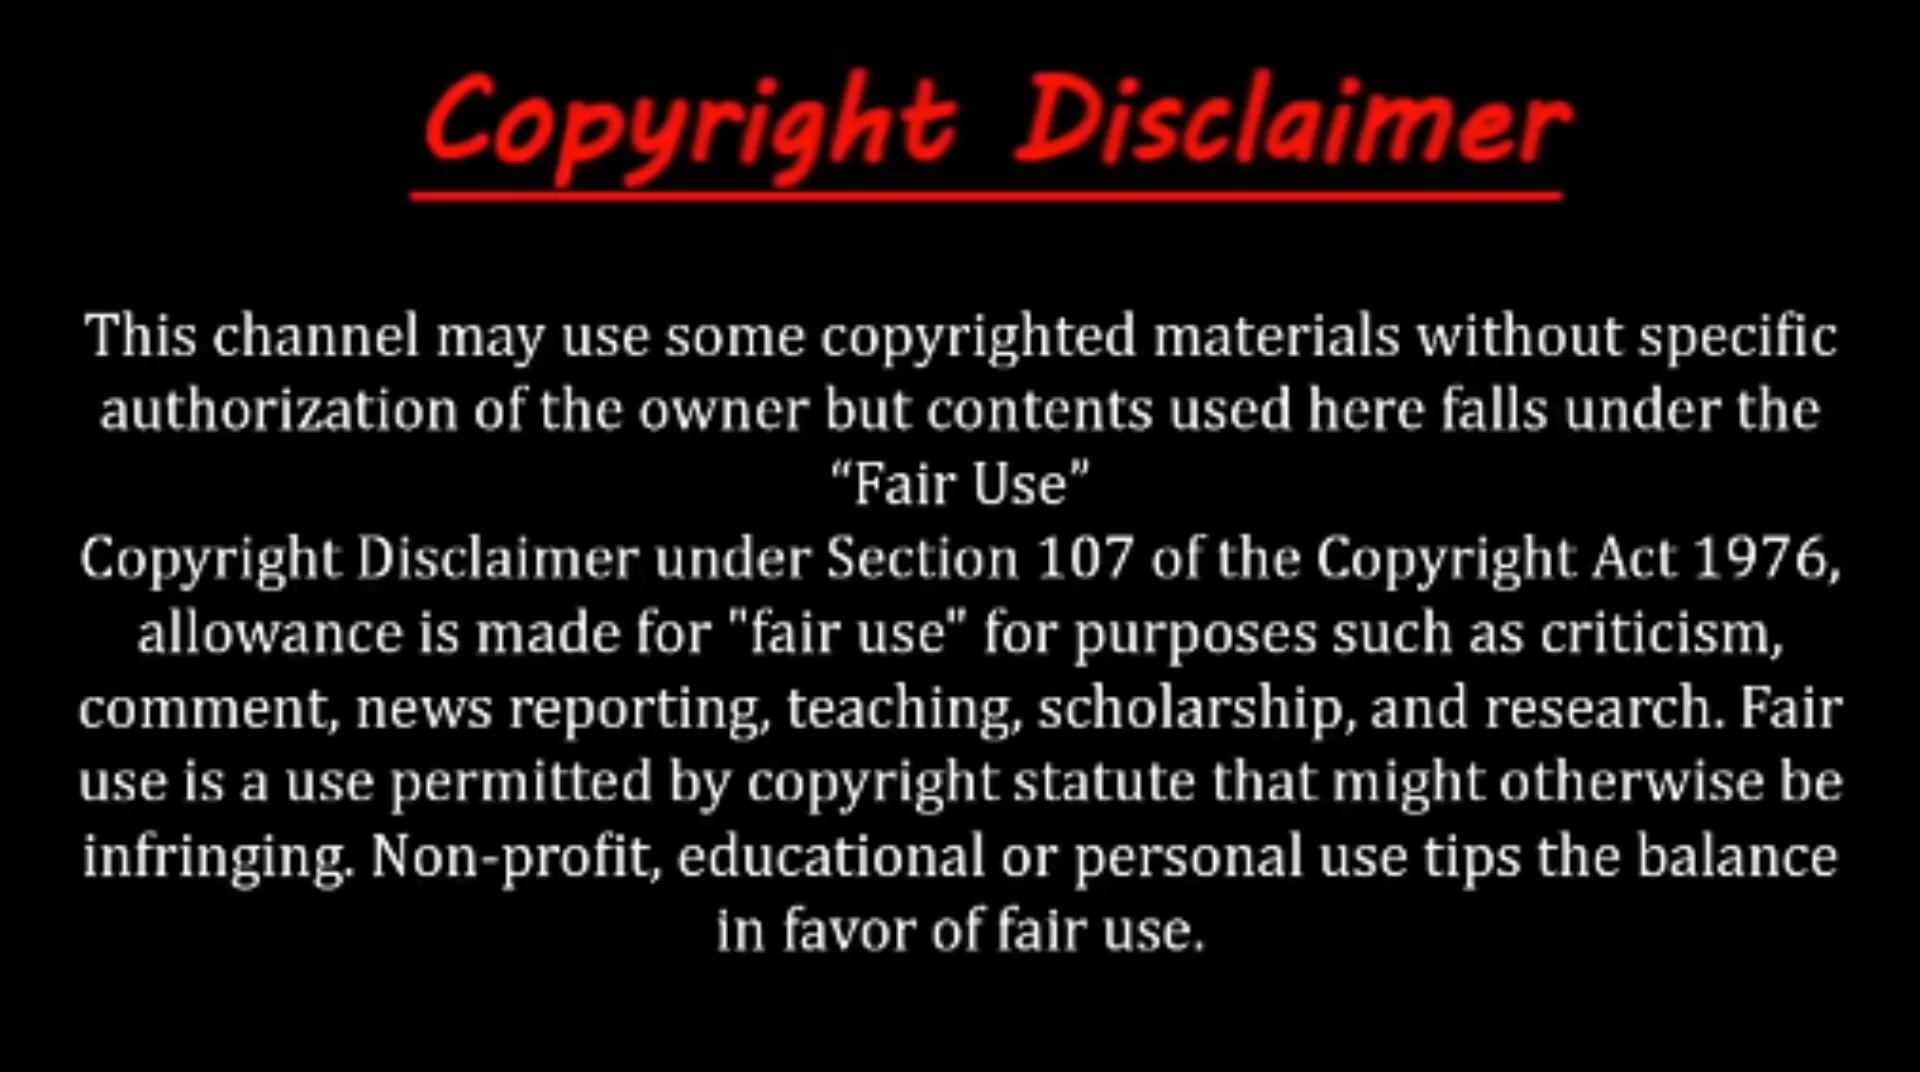 Copyright Disclaimer
This channel may use some copyrighted materials without specific
authorization of the owner but contents used here falls under the
“Fair Use”
Copyright Disclaimer under Section 107 of the Copyright Act 1976,
allowance is made for "fair use" for purposes such as criticism,
comment, news reporting, teaching, scholarship, and research. Fair
use is a use permitted by copyright statute that might otherwise be
infringing. Non-profit, educational or personal use tips the balance
in favor of fair use.